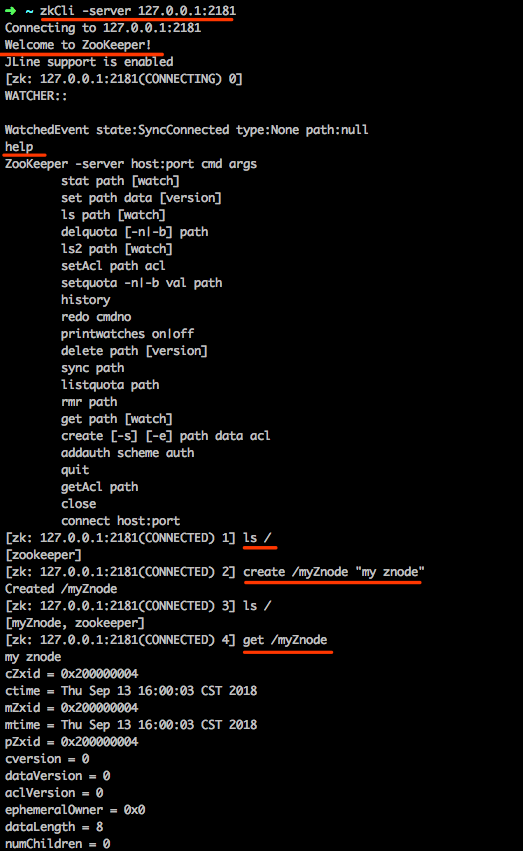 ➜ ~ zkCli -server 127.0.0.1:2181
Connecting to 127.0.0.1:2181
Welcome to ZooKeeper!
JLine support is enabled
[zk: 127.0.0.1:2181(CONNECTING) 0]
WATCHER::
WatchedEvent state:SyncConnected type:None path:null
help
ZooKeeper -server host:port cmd args
stat path [watch]
set path data [version]
ls path [watch]
delquota [-n|-b] path
ls2 path [watch]
setAcl path acl
setquota -n|-b val path
history
redo cmdno
printwatches on|off
delete path [version]
sync path
listquota path
rmr path
get path [watch]
create [-s] [-e] path data acl
addauth scheme auth
quit
getAcl path
close
connect host:port
[zk: 127.0.0.1:2181(CONNECTED) 1] ls /
[zookeeper]
[zk: 127.0.0.1:2181(CONNECTED) 2] create /myZnode "my znode"
Created /myZnode
[zk: 127.0.0.1:2181(CONNECTED) 3] ls /
[myZnode, zookeeper]
[zk: 127.0.0.1:2181(CONNECTED) 4] get /myZnode
my znode
cZxid = 0x200000004
ctime = Thu Sep 13 16:00:03 CST 2018
mZxid = 0x200000004
mtime = Thu Sep 13 16:00:03 CST 2018
pZxid = 0x200000004
cversion = 0
dataVersion = 0
aclVersion = 0
ephemeralOwner = 0x0
dataLength = 8
numChildren = 0